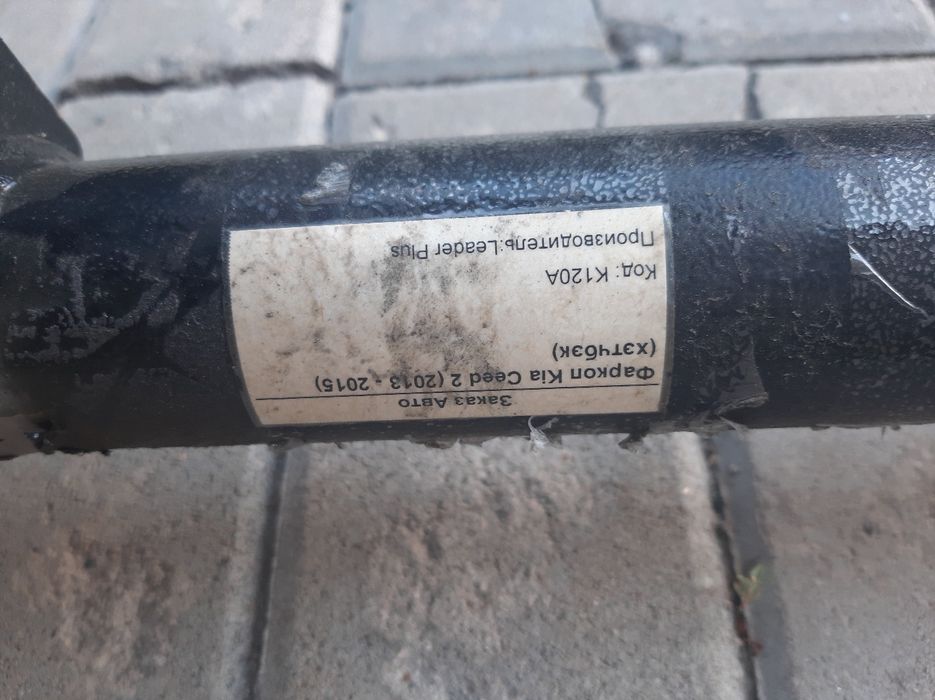 Заказ Авто
Фаркоп Kia Ceed 2 (2013 - 2015)
(хэтчбэк)
Код: K120A
Производитель:Leader Plus